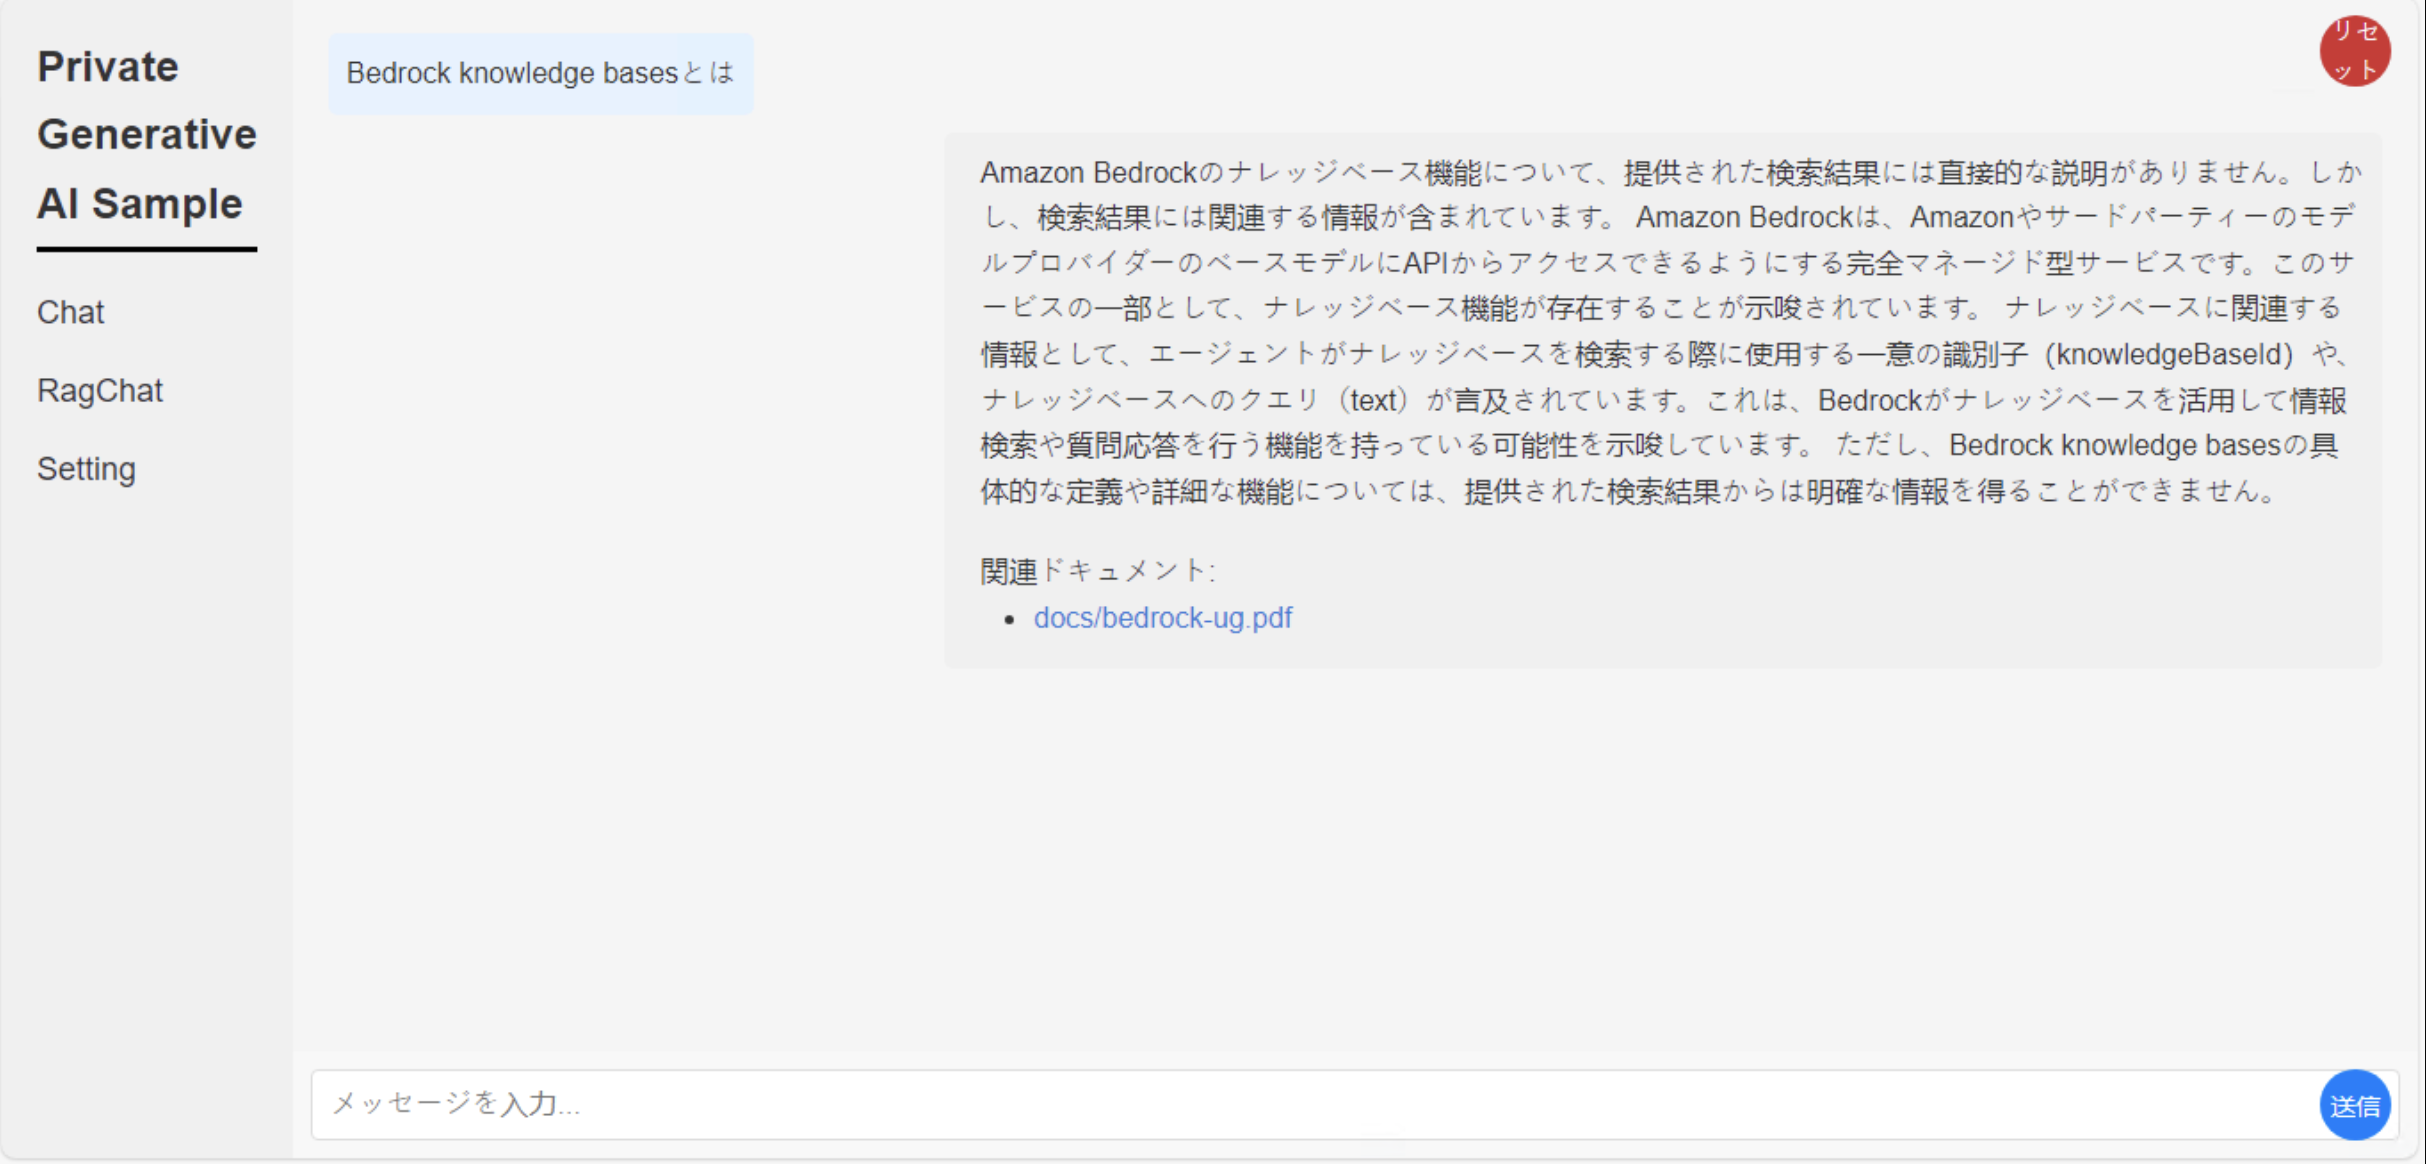 Private
Generative
AI Sample
Chat
RagChat
Setting
Bedrock knowledge basesとは
リセ
ット
Amazon Bedrockのナレッジベース機能について、提供された検索結果には直接的な説明がありません。しか
し、検索結果には関連する情報が含まれています。 Amazon Bedrockは、Amazonやサードパーティーのモデ
ルプロバイダーのベースモデルにAPIからアクセスできるようにする完全マネージド型サービスです。このサ
ービスの一部として、ナレッジベース機能が存在することが示唆されています。 ナレッジベースに関連する
情報として、エージェントがナレッジベースを検索する際に使用する一意の識別子（knowledgeBaseId）や、
ナレッジベースへのクエリ（text）が言及されています。これは、Bedrockがナレッジベースを活用して情報
検索や質問応答を行う機能を持っている可能性を示唆しています。 ただし、Bedrock knowledge basesの具
体的な定義や詳細な機能については、提供された検索結果からは明確な情報を得ることができません。
関連ドキュメント:
• docs/bedrock-ug.pdf
メッセージを入力...
送信